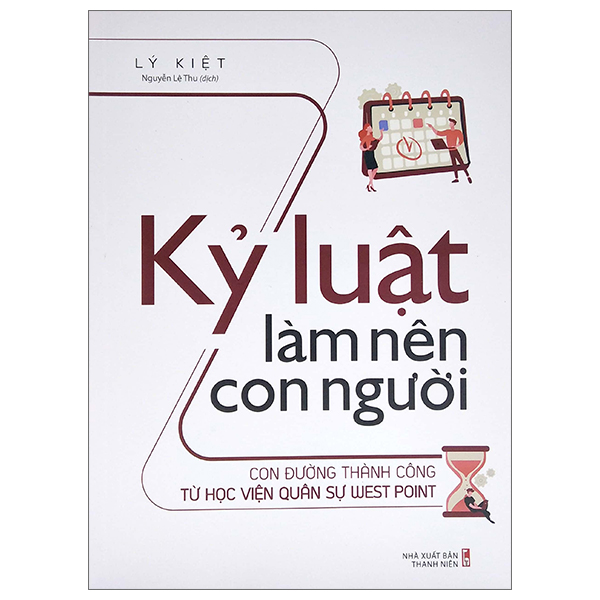 LÝ KIỆT
Nguyễn Lệ Thu (dịch)
Kỷ luật
làm nên
con người
CON ĐƯỜNG THÀNH CÔNG
TỪ HỌC VIỆN QUÂN SỰ WEST POINT
NHÀ XUẤT BẢN
THANH NIÊN